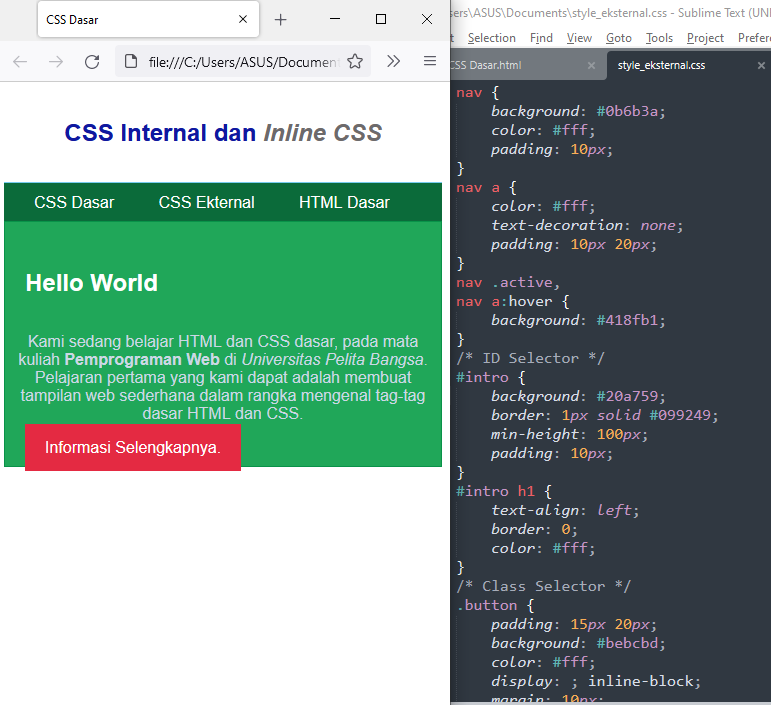 CSS Dasar
file:///C:/Users/ASUS/Documen
CSS Internal dan Inline CSS
CSS Dasar CSS Ekternal HTML Dasar
Hello World
Kami sedang belajar HTML dan CSS dasar, pada mata
kuliah Pemprograman Web di Universitas Pelita Bangsa.
Pelajaran pertama yang kami dapat adalah membuat
tampilan web sederhana dalam rangka mengenal tag-tag
dasar HTML dan CSS.
Informasi Selengkapnya.
sers\ASUS\Documents\style_eksternal.css - Sublime Text (UN
t Selection Find View Goto Tools Project Prefer
CSS Dasar.html style_eksternal.css
nav {
background: #0b6b3a;
color: #fff;
padding: 10px;
}
nav a {
color: #fff;
text-decoration: none;
padding: 10px 20px;
}
nav .active,
nav a:hover {
background: #418fb1;
}
/* ID Selector */
#intro {
background: #20a759;
border: 1px solid #099249;
min-height: 100px;
padding: 10px;
}
#intro h1 {
text-align: left;
border: 0;
color: #fff;
}
/* Class Selector */
.button {
padding: 15px 20px;
background: #bebcbd;
color: #fff;
display: ; inline-block;
margin: 10px;